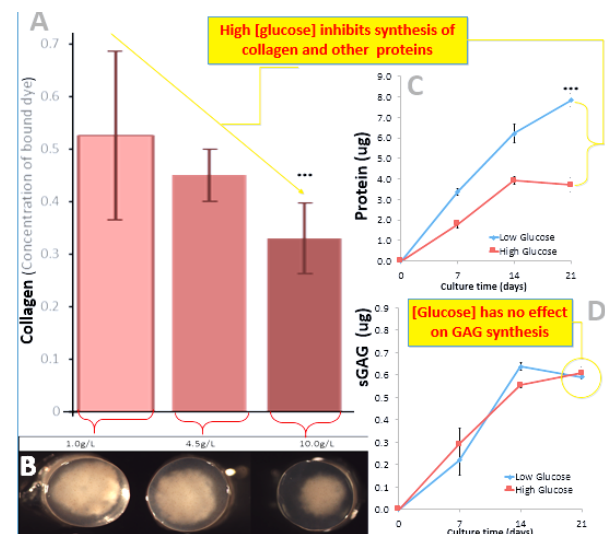 A
High [glucose] inhibits synthesis of
collagen and other proteins
Collagen (Concentration of bound dye)
0.7
0.6
0.5
0.4
0.3
0.2
0.1
0
***
1.0g/L
4.5g/L
10.0g/L
B
C
Protein (ug)
9.0
8.0
7.0
6.0
5.0
4.0
3.0
2.0
1.0
0.0
***
Low Glucose
High Glucose
0
7
14
21
Culture time (days)
[Glucose] has no effect
on GAG synthesis
D
sGAG (ug)
0.9
0.8
0.7
0.6
0.5
0.4
0.3
0.2
0.1
0.0
Low Glucose
High Glucose
0
7
14
21
Culture time (days)